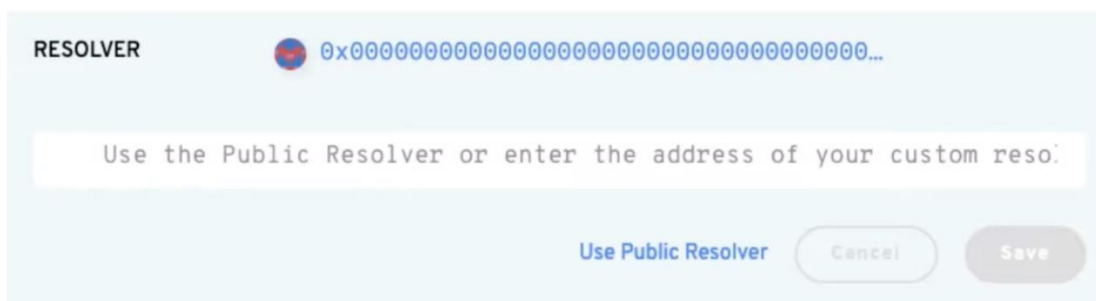 RESOLVER 0x0000000000000000000000000000000000...
Use the Public Resolver or enter the address of your custom reso
Use Public Resolver Cancel Save